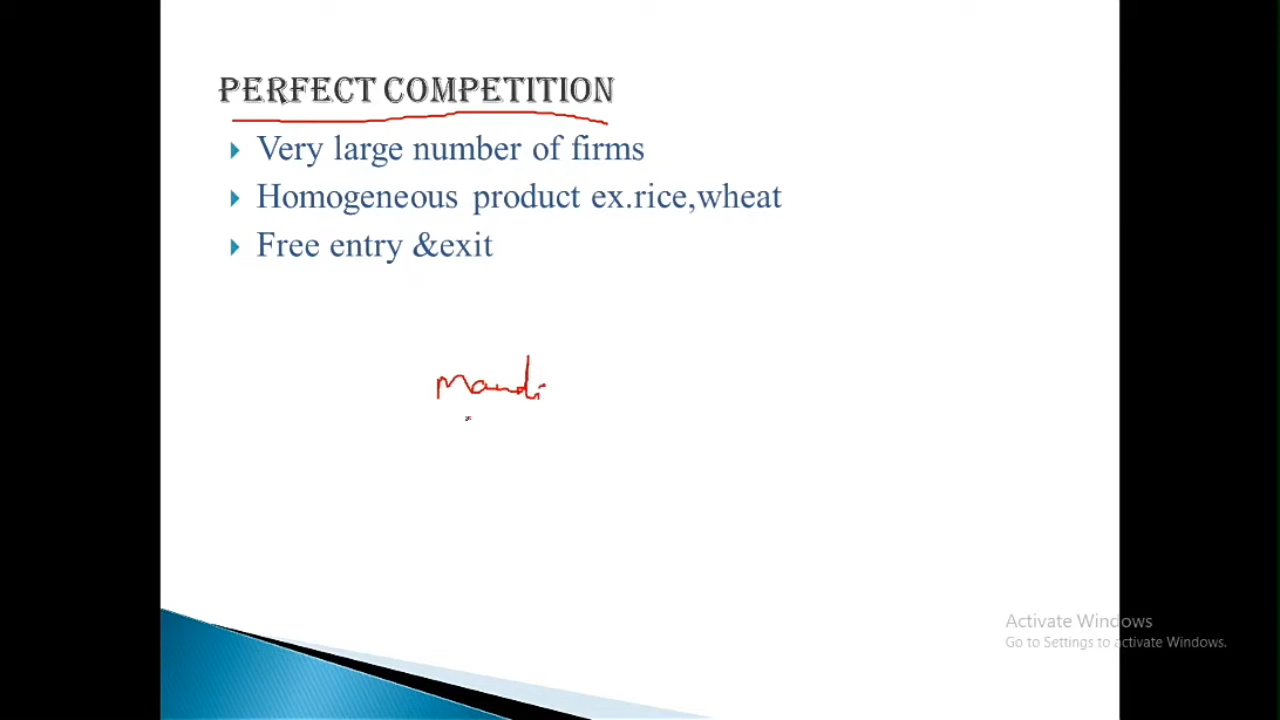 PERFECT COMPETITION
Very large number of firms
Homogeneous product ex.rice,wheat
Free entry &exit
Mandi
Activate Windows
Go to Settings to activate Windows.